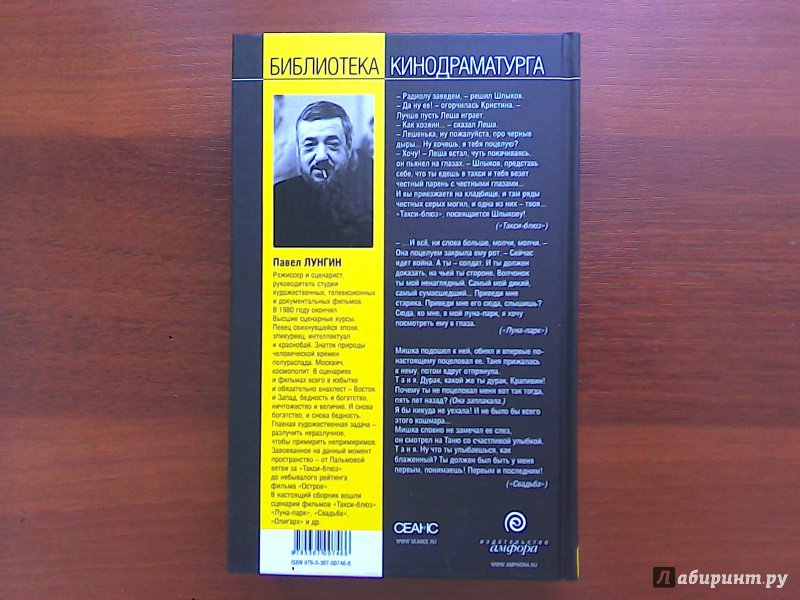 БИБЛИОТЕКА КИНОДРАМАТУРГА
Павел ЛУНГИН
Режиссер и сценарист,
руководитель студии
художественных, телевизионных
и документальных фильмов.
В 1980 году окончил
Высшие сценарные курсы.
Певец свихнувшейся эпохи,
эпикуреец, интеллектуал
и краснобай. Знаток природы
человеческой времен
полураспада. Москвич,
космополит. В сценариях
и фильмах всего в избытке
и обязательно внахлест – Восток
и Запад, бедность и богатство,
ничтожество и величие. И снова
богатство, и снова бедность.
Главная художественная задача –
разлучить неразлучное,
чтобы примирить непримиримое.
Завоеванное на данный момент
пространство – от Пальмовой
ветви за «Такси-блюз»
до небывалого рейтинга
фильма «Остров».
В настоящий сборник вошли
сценарии фильмов «Такси-блюз»,
«Луна-парк», «Свадьба»,
«Олигарх» и др.
9785367007466
ISBN 978-5-367-00746-6
– Радиолу заведем, – решил Шлыков.
– Да ну ее! – огорчилась Кристина. –
Лучше пусть Леша играет.
– Как хозяин... – сказал Леша.
– Лешенька, ну пожалуйста, про черные
дыры... Ну хочешь, я тебя поцелую?
– Хочу! – Леша встал, чуть покачиваясь,
он пьянел на глазах. – Шлыков, представь
себе, что ты едешь в такси и тебя везет
честный парень с честными глазами...
И вы приезжаете на кладбище, и там ряды
честных серых могил, и одна из них – твоя...
«Такси-блюз», посвящается Шлыкову!
(«Такси-блюз»)
– ...И всё, ни слова больше, молчи, молчи. –
Она поцелуем закрыла ему рот. – Сейчас
идет война. А ты – солдат. И ты должен
доказать, на чьей ты стороне. Волчонок
ты мой ненаглядный. Самый мой дикий,
самый сумасшедший... Приведи мне
старика. Приведи мне его сюда, слышишь?
Сюда, ко мне, в мой луна-парк, я хочу
посмотреть ему в глаза.
(«Луна-парк»)
Мишка подошел к ней, обнял и впервые по-
настоящему поцеловал ее. Таня прижалась
к нему, потом вдруг отпрянула.
Таня. Дурак, какой же ты дурак, Крапивин!
Почему ты не поцеловал меня вот так тогда,
пять лет назад? (Она заплакала.)
Я бы никуда не уехала! И не было бы всего
этого кошмара...
Мишка словно не замечал ее слез,
он смотрел на Таню со счастливой улыбкой.
Таня. Ну что ты улыбаешься, как
блаженный? Ты должен был быть у меня
первым, понимаешь! Первым и последним!
(«Свадьба»)
СЕАНС
WWW.SEANCE.RU
издательство
амфора
WWW.AMPHORA.RU
Лабиринт.ру